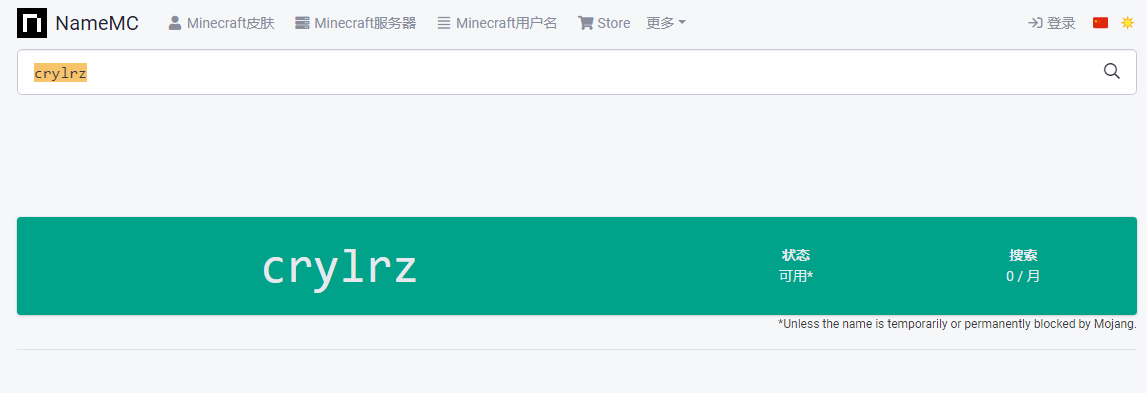 NameMC Minecraft皮肤 Minecraft服务器 Minecraft用户名 Store 更多 登录
crylrz
crylrz
状态 搜索
可用* 0 / 月
*Unless the name is temporarily or permanently blocked by Mojang.